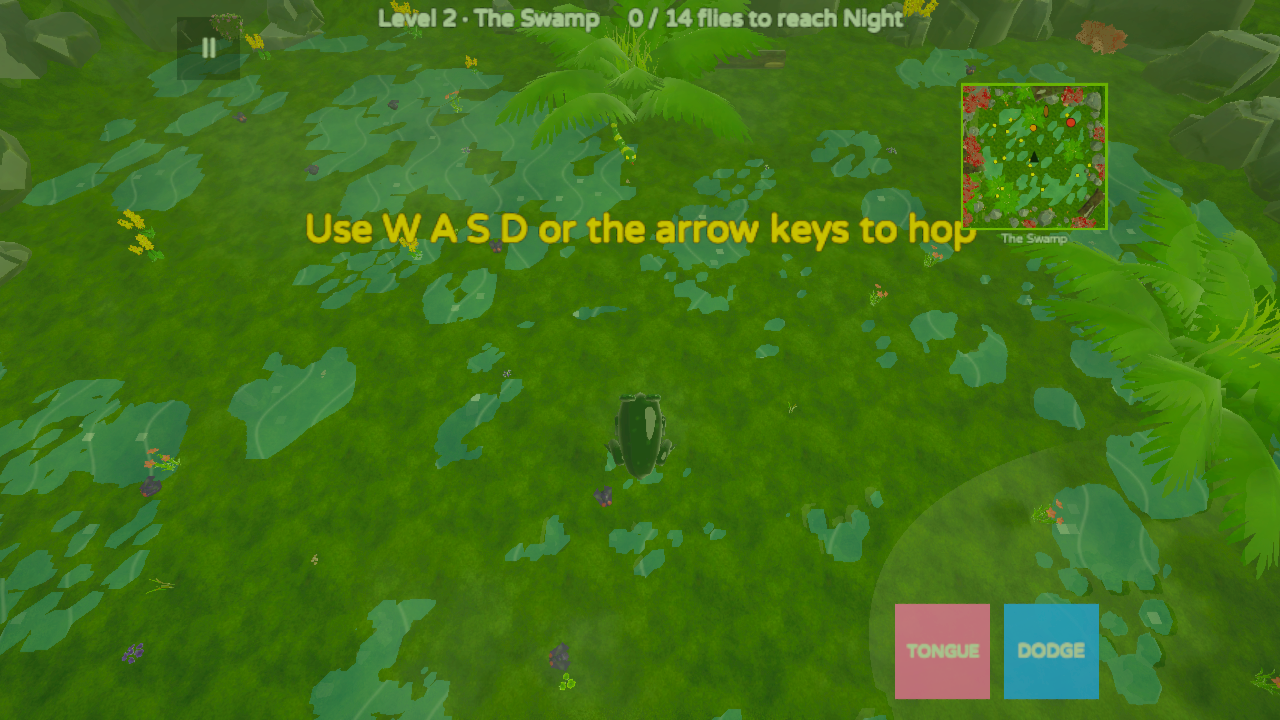 Level 2 · The Swamp 0 / 14 flies to reach Night
Use W A S D or the arrow keys to hop
The Swamp
TONGUE
DODGE